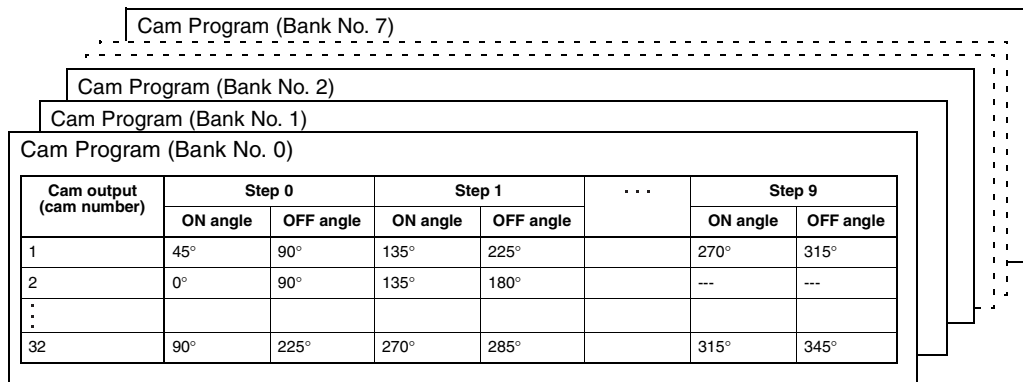 Cam Program (Bank No. 7)
Cam Program (Bank No. 2)
Cam Program (Bank No. 1)
Cam Program (Bank No. 0)
Cam output (cam number) Step 0 Step 1 · · · Step 9
ON angle OFF angle ON angle OFF angle ON angle OFF angle
1 45° 90° 135° 225° 270° 315°
2 0° 90° 135° 180° --- ---
32 90° 225° 270° 285° 315° 345°